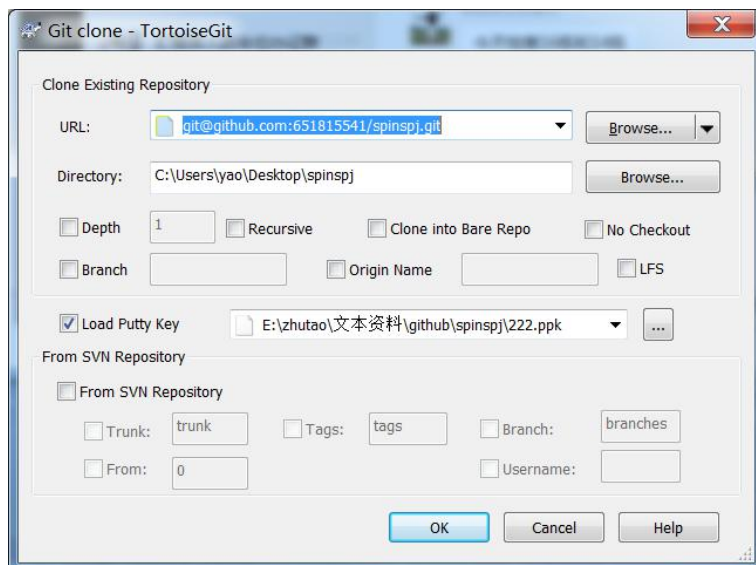 Git clone - TortoiseGit
Clone Existing Repository
URL: git@github.com:651815541/spinspj.git Browse...
Directory: C:\Users\yao\Desktop\spinspj Browse...
Depth 1 Recursive Clone into Bare Repo No Checkout
Branch Origin Name LFS
Load Putty Key E:\zhutao\文本资料\github\spinspj\222.ppk ...
From SVN Repository
From SVN Repository
Trunk: trunk Tags: tags Branch: branches
From: 0 Username:
OK Cancel Help